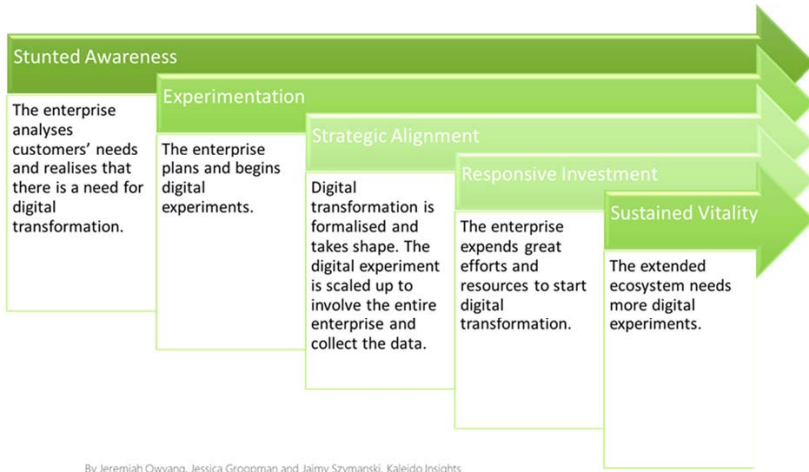 Stunted Awareness
The enterprise
analyses
customers' needs
and realises that
there is a need for
digital
transformation.
Experimentation
The enterprise
plans and begins
digital
experiments.
Strategic Alignment
Digital
transformation is
formalised and
takes shape. The
digital experiment
is scaled up to
involve the entire
enterprise and
collect the data.
Responsive Investment
The enterprise
expends great
efforts and
resources to start
digital
transformation.
Sustained Vitality
The extended
ecosystem needs
more digital
experiments.
By Jeremiah Owyang, Jessica Groopman and Jaimy Szymanski, Kaleido Insights